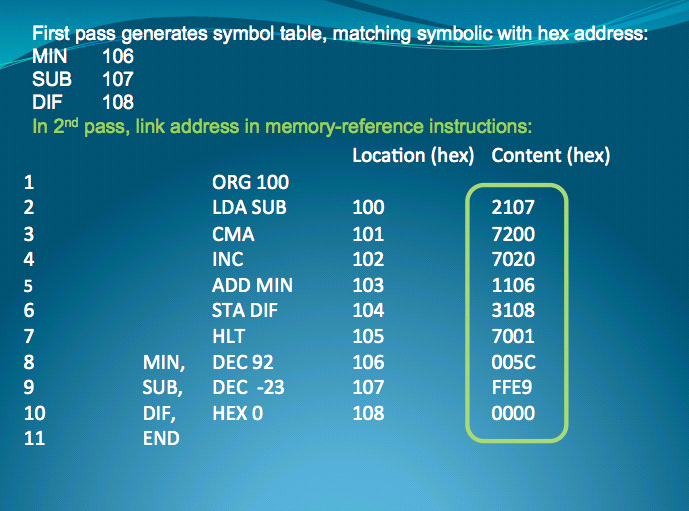 First pass generates symbol table, matching symbolic with hex address:
MIN 106
SUB 107
DIF 108
In 2nd pass, link address in memory-reference instructions:
Location (hex) Content (hex)
1 ORG 100
2 LDA SUB 100 2107
3 CMA 101 7200
4 INC 102 7020
5 ADD MIN 103 1106
6 STA DIF 104 3108
7 HLT 105 7001
8 MIN, DEC 92 106 005C
9 SUB, DEC -23 107 FFE9
10 DIF, HEX 0 108 0000
11 END